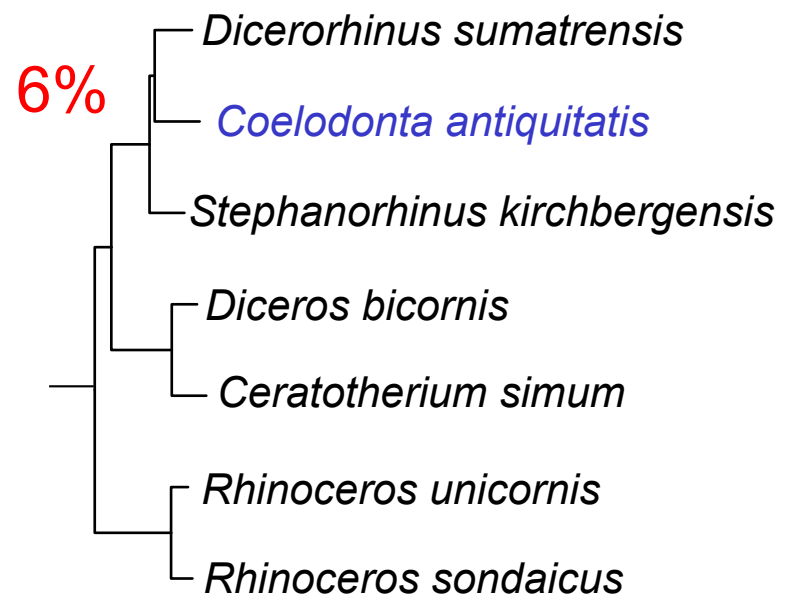 Dicerorhinus sumatrensis
6%
Coelodonta antiquitatis
Stephanorhinus kirchbergensis
Diceros bicornis
Ceratotherium simum
Rhinoceros unicornis
Rhinoceros sondaicus